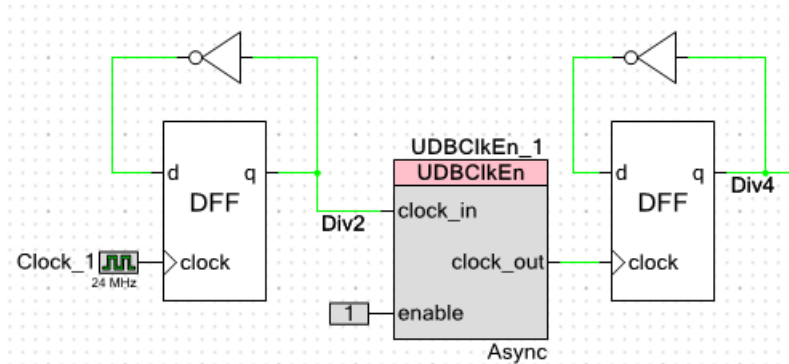 d
q
DFF
Clock_1
24 MHz
clock
Div2
UDBClkEn_1
UDBClkEn
clock_in
clock_out
1
enable
Async
d
q
DFF
Div4
clock